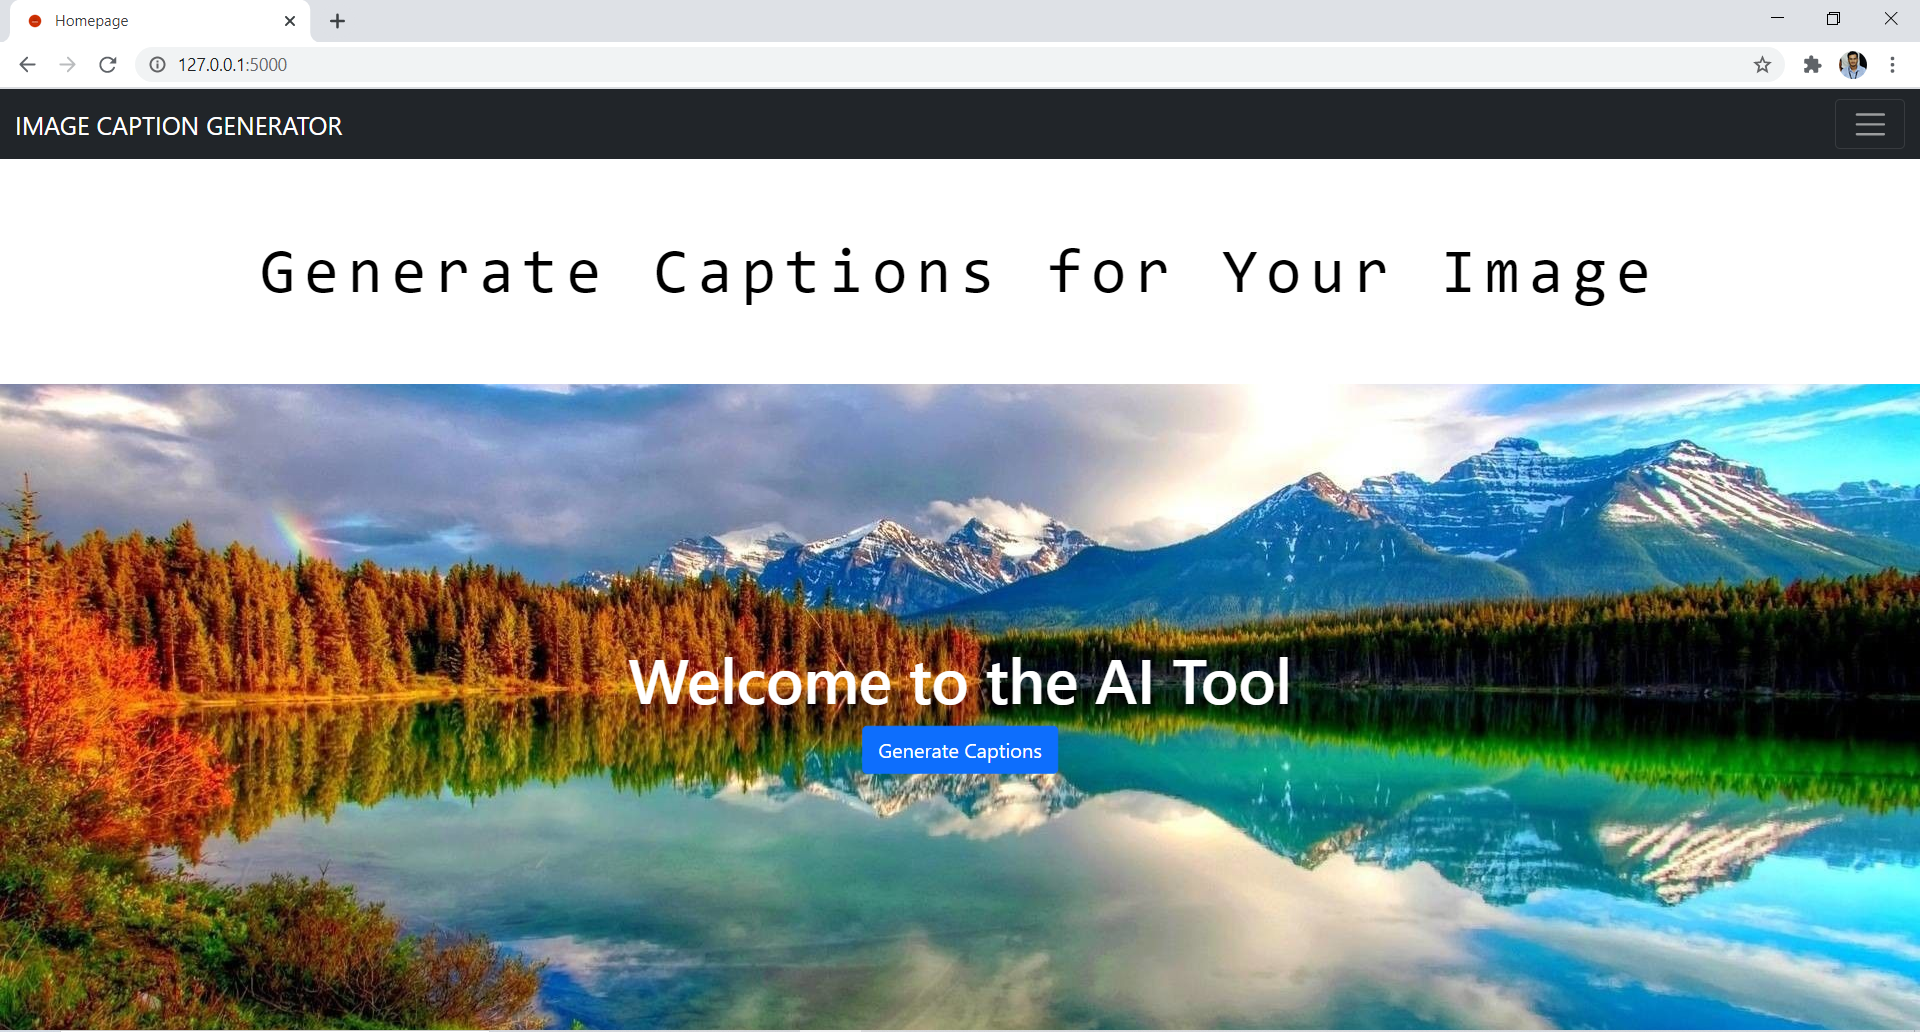 Homepage
127.0.0.1:5000
IMAGE CAPTION GENERATOR
Generate Captions for Your Image
Welcome to the AI Tool
Generate Captions